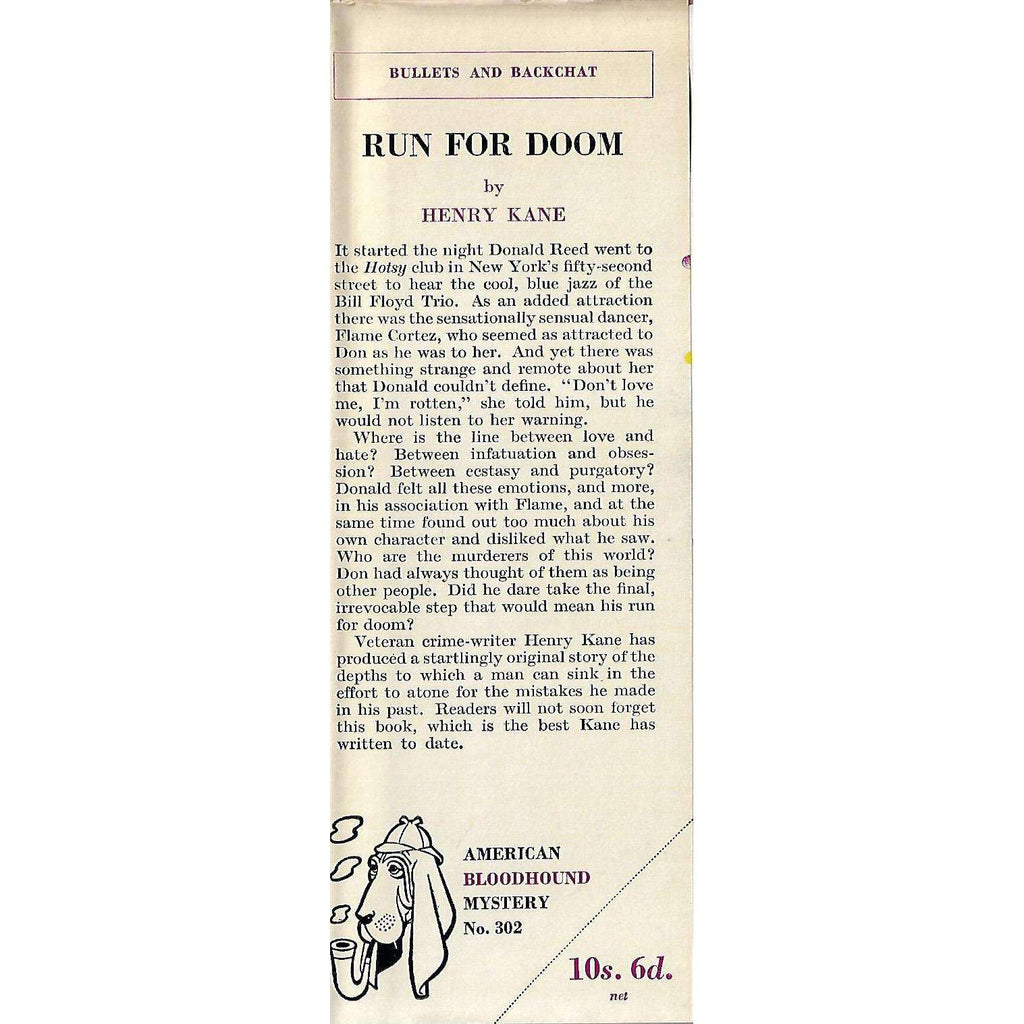 BULLETS AND BACKCHAT
RUN FOR DOOM
by
HENRY KANE
It started the night Donald Reed went to
the Hotsy club in New York's fifty-second
street to hear the cool, blue jazz of the
Bill Floyd Trio. As an added attraction
there was the sensationally sensual dancer,
Flame Cortez, who seemed as attracted to
Don as he was to her. And yet there was
something strange and remote about her
that Donald couldn't define. "Don't love
me, I'm rotten," she told him, but he
would not listen to her warning.
Where is the line between love and
hate? Between infatuation and obses-
sion? Between ecstasy and purgatory?
Donald felt all these emotions, and more,
in his association with Flame, and at the
same time found out too much about his
own character and disliked what he saw.
Who are the murderers of this world?
Don had always thought of them as being
other people. Did he dare take the final,
irrevocable step that would mean his run
for doom?
Veteran crime-writer Henry Kane has
produced a startlingly original story of the
depths to which a man can sink in the
effort to atone for the mistakes he made
in his past. Readers will not soon forget
this book, which is the best Kane has
written to date.
AMERICAN
BLOODHOUND
MYSTERY
No. 302
10s. 6d.
net